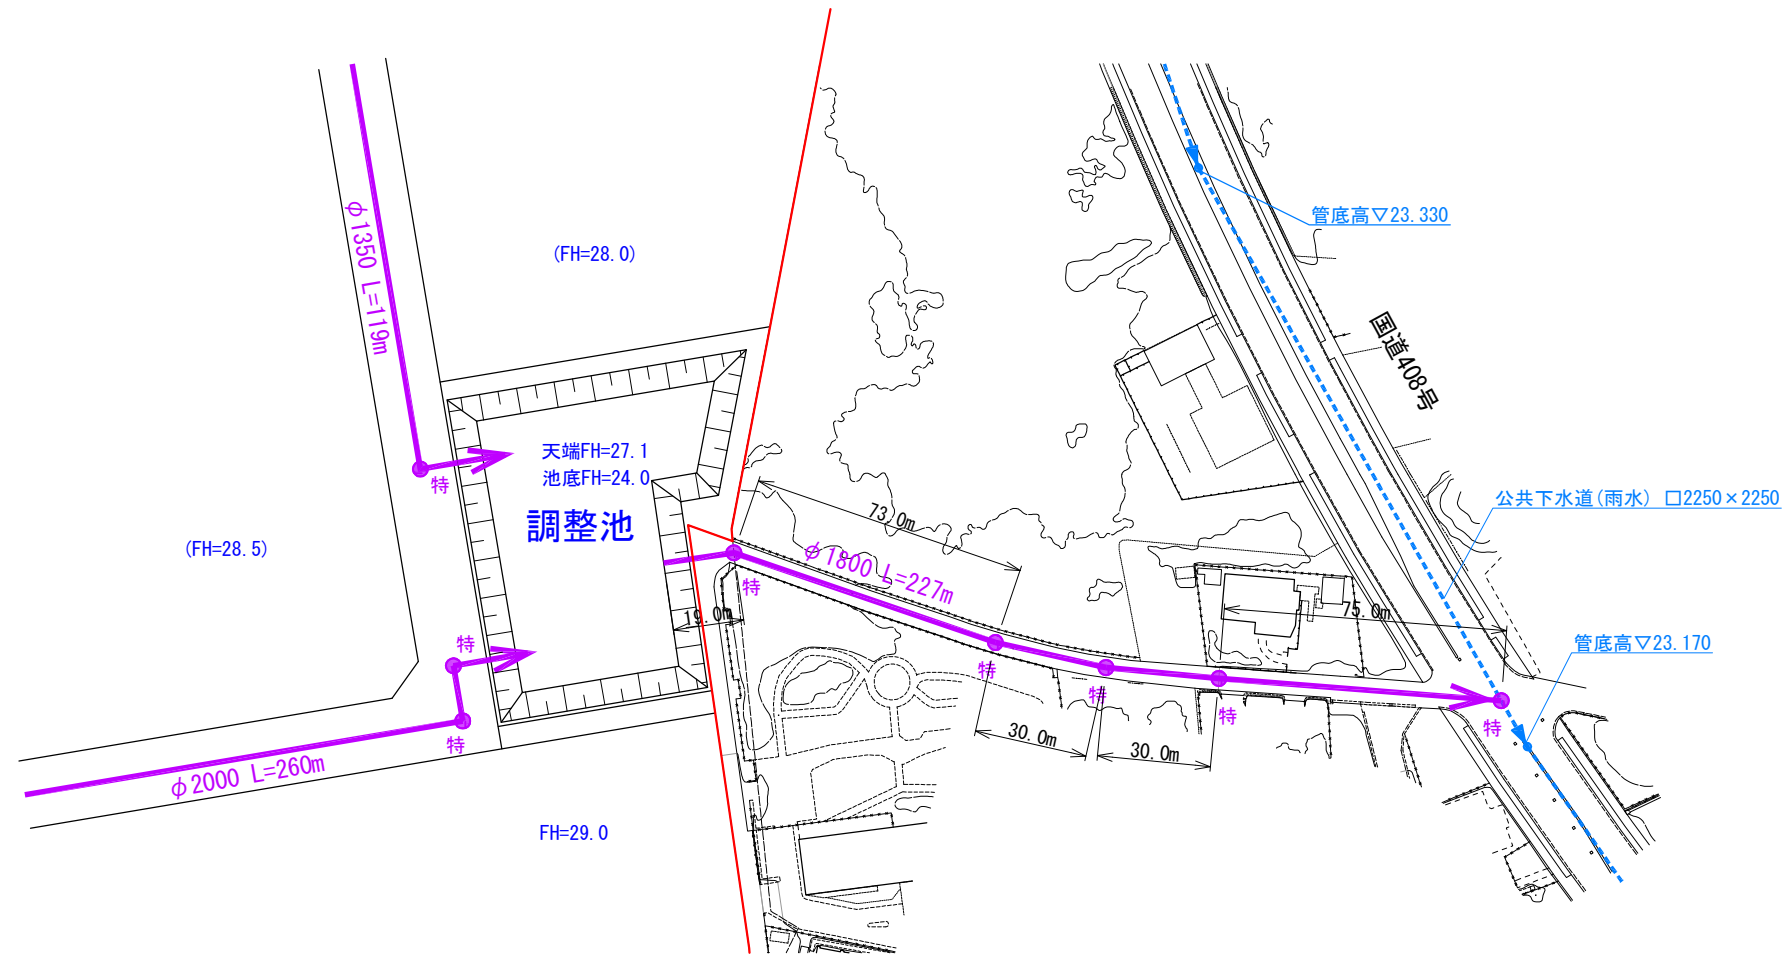 φ1350 L=119m
(FH=28.0)
管底高▽23.330
国道408号
天端FH=27.1
池底FH=24.0
特
調整池
公共下水道(雨水) □2250×2250
73.0m
(FH=28.5)
φ1800 L=227m
特
19.0m
75.0m
特
管底高▽23.170
特
特
特
特
特
30.0m
30.0m
φ2000 L=260m
FH=29.0